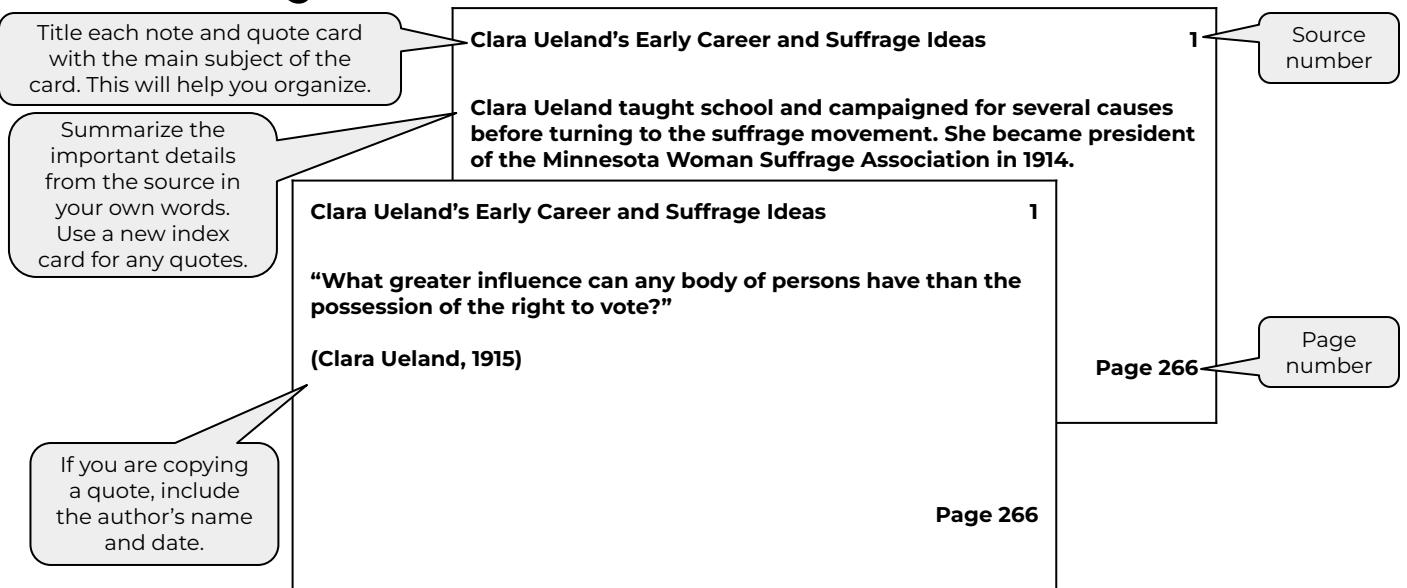 Title each note and quote card
with the main subject of the
card. This will help you organize.
Clara Ueland’s Early Career and Suffrage Ideas 1
Source
number
Summarize the
important details
from the source in
your own words.
Use a new index
card for any quotes.
Clara Ueland taught school and campaigned for several causes
before turning to the suffrage movement. She became president
of the Minnesota Woman Suffrage Association in 1914.
Page 266
Page
number
Clara Ueland’s Early Career and Suffrage Ideas 1
“What greater influence can any body of persons have than the
possession of the right to vote?”
(Clara Ueland, 1915)
If you are copying
a quote, include
the author’s name
and date.
Page 266